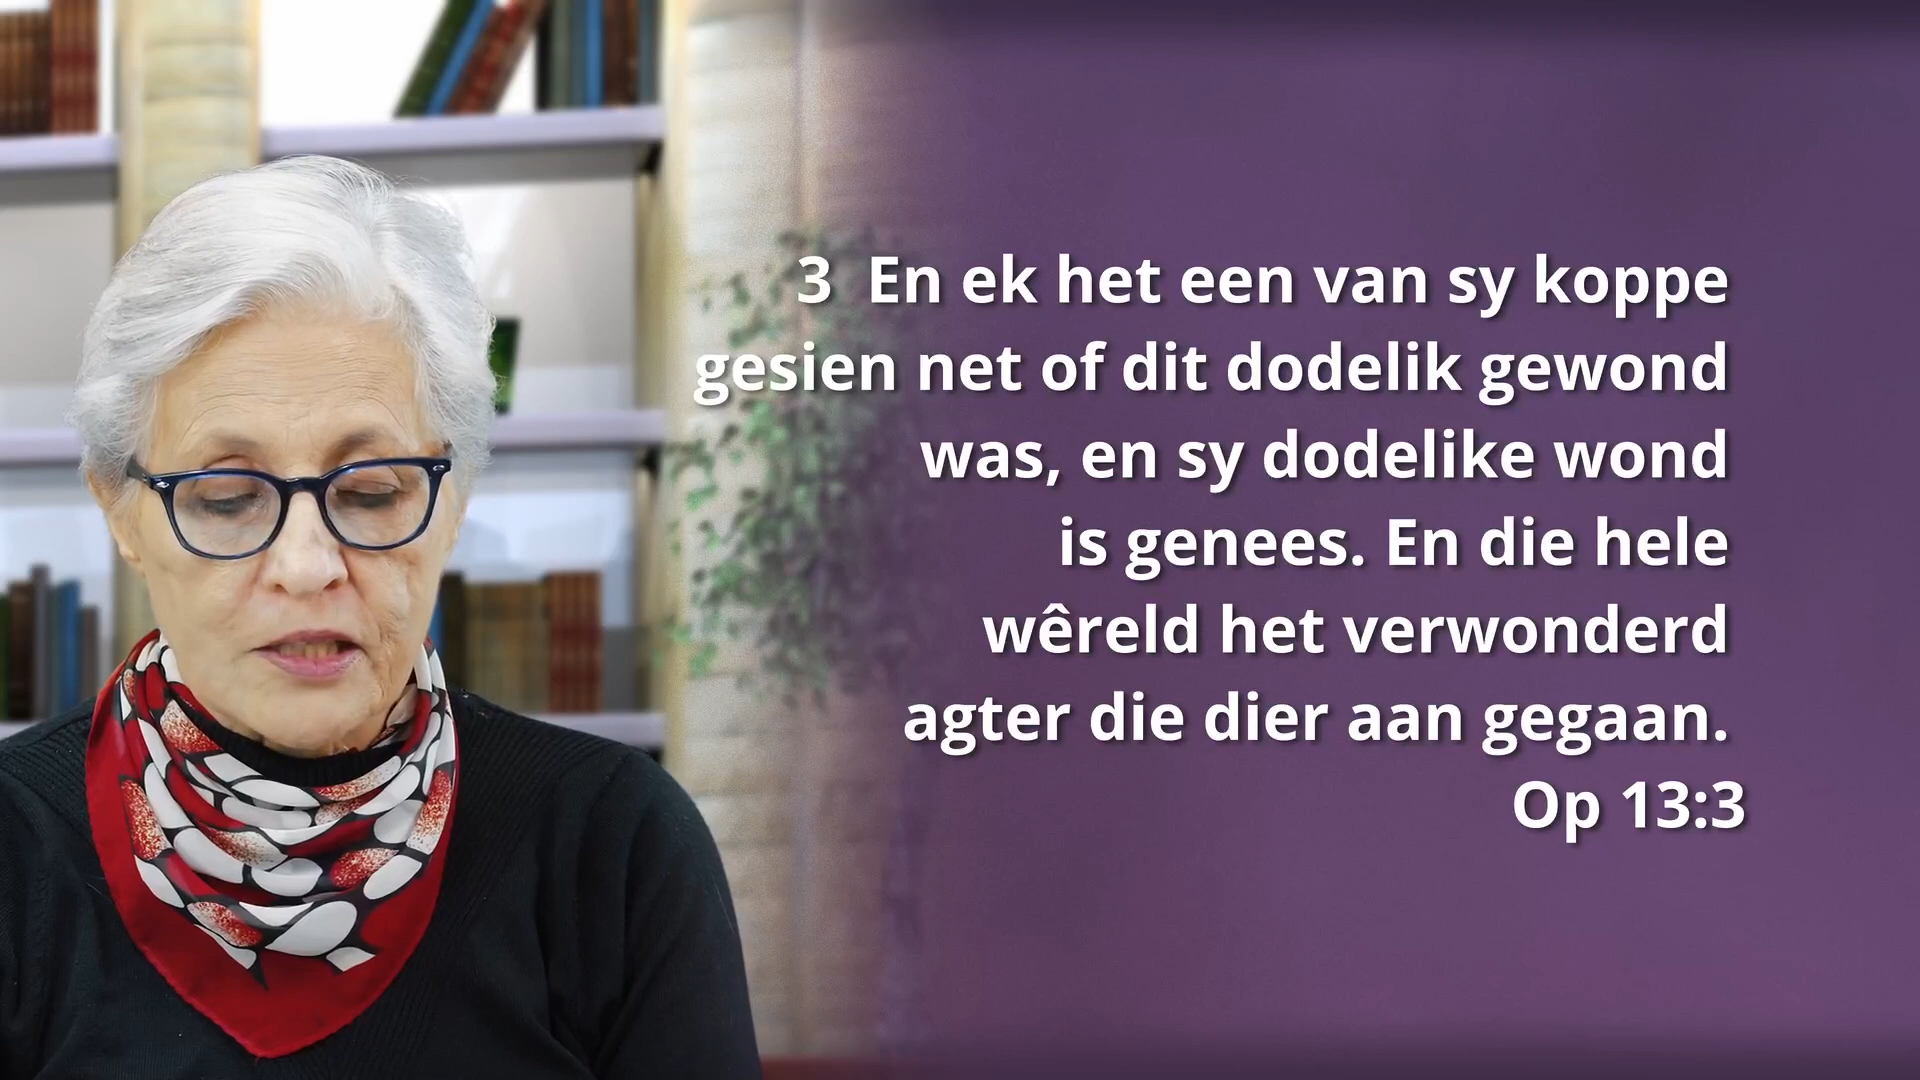 3 En ek het een van sy koppe
gesien net of dit dodelik gewond
was, en sy dodelike wond
is genees. En die hele
wêreld het verwonderd
agter die dier aan gegaan.
Op 13:3